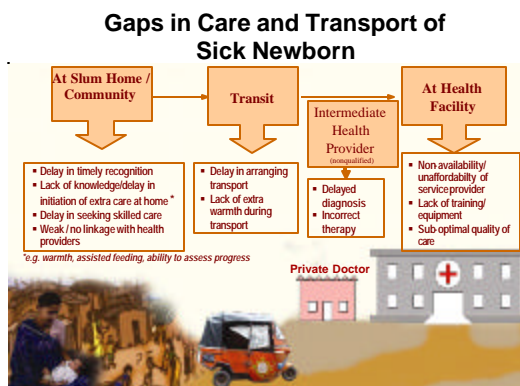 Gaps in Care and Transport of
Sick Newborn
At Slum Home /
Community
Transit
Intermediate
Health
Provider
(nonqualified)
At Health
Facility
▪ Delay in timely recognition
▪ Lack of knowledge/delay in
initiation of extra care at home *
▪ Delay in seeking skilled care
▪ Weak / no linkage with health
providers
*e.g. warmth, assisted feeding, ability to assess progress
▪ Delay in arranging
transport
▪ Lack of extra
warmth during
transport
▪ Delayed
diagnosis
▪ Incorrect
therapy
▪ Non availability/
unaffordabilty of
service provider
▪ Lack of training/
equipment
▪ Sub optimal quality of
care
Private Doctor